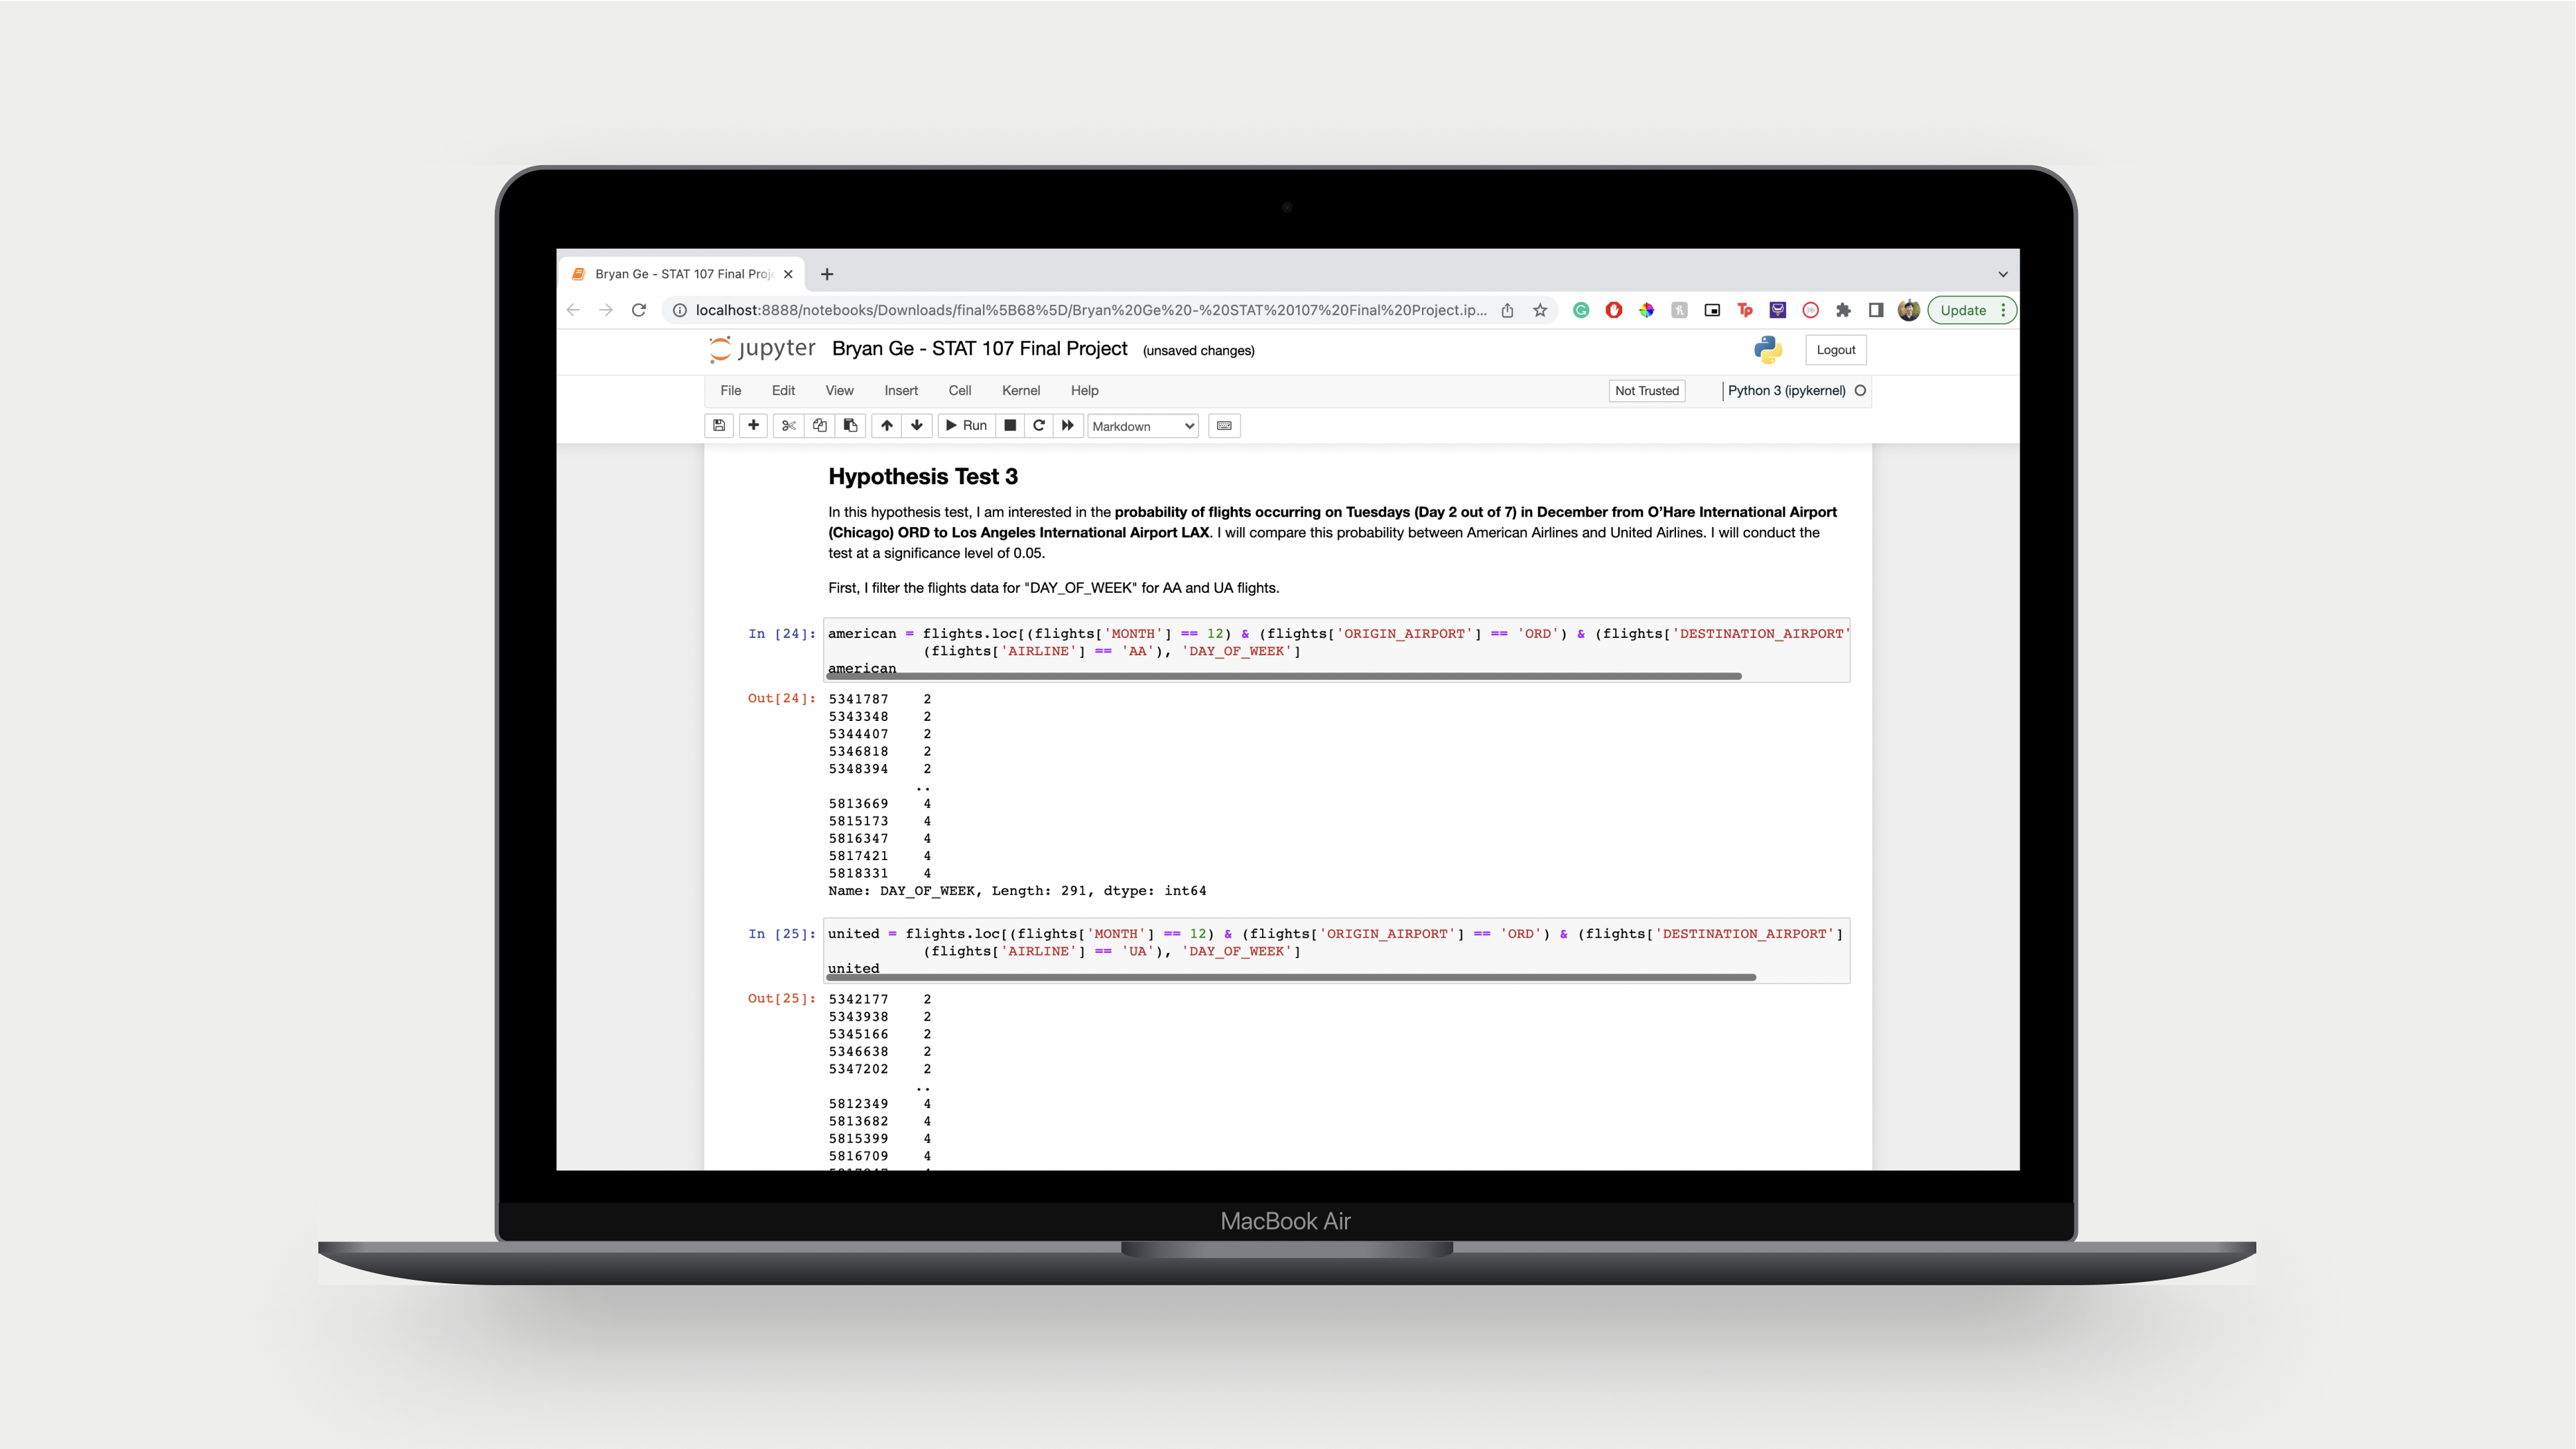 Bryan Ge - STAT 107 Final Proj
localhost:8888/notebooks/Downloads/final%5B68%5D/Bryan%20Ge%20-%20STAT%20107%20Final%20Project.ip...
Tp
Update
jupyter Bryan Ge - STAT 107 Final Project (unsaved changes)
Logout
File Edit View Insert Cell Kernel Help
Not Trusted
Python 3 (ipykernel)
Run
Markdown
Hypothesis Test 3
In this hypothesis test, I am interested in the probability of flights occurring on Tuesdays (Day 2 out of 7) in December from O’Hare International Airport
(Chicago) ORD to Los Angeles International Airport LAX. I will compare this probability between American Airlines and United Airlines. I will conduct the
test at a significance level of 0.05.
First, I filter the flights data for "DAY_OF_WEEK" for AA and UA flights.
In [24]: american = flights.loc[(flights['MONTH'] == 12) & (flights['ORIGIN_AIRPORT'] == 'ORD') & (flights['DESTINATION_AIRPORT'
(flights['AIRLINE'] == 'AA'), 'DAY_OF_WEEK']
american
Out[24]: 5341787 2
5343348 2
5344407 2
5346818 2
5348394 2
..
5813669 4
5815173 4
5816347 4
5817421 4
5818331 4
Name: DAY_OF_WEEK, Length: 291, dtype: int64
In [25]: united = flights.loc[(flights['MONTH'] == 12) & (flights['ORIGIN_AIRPORT'] == 'ORD') & (flights['DESTINATION_AIRPORT']
(flights['AIRLINE'] == 'UA'), 'DAY_OF_WEEK']
united
Out[25]: 5342177 2
5343938 2
5345166 2
5346638 2
5347202 2
..
5812349 4
5813682 4
5815399 4
5816709 4
MacBook Air